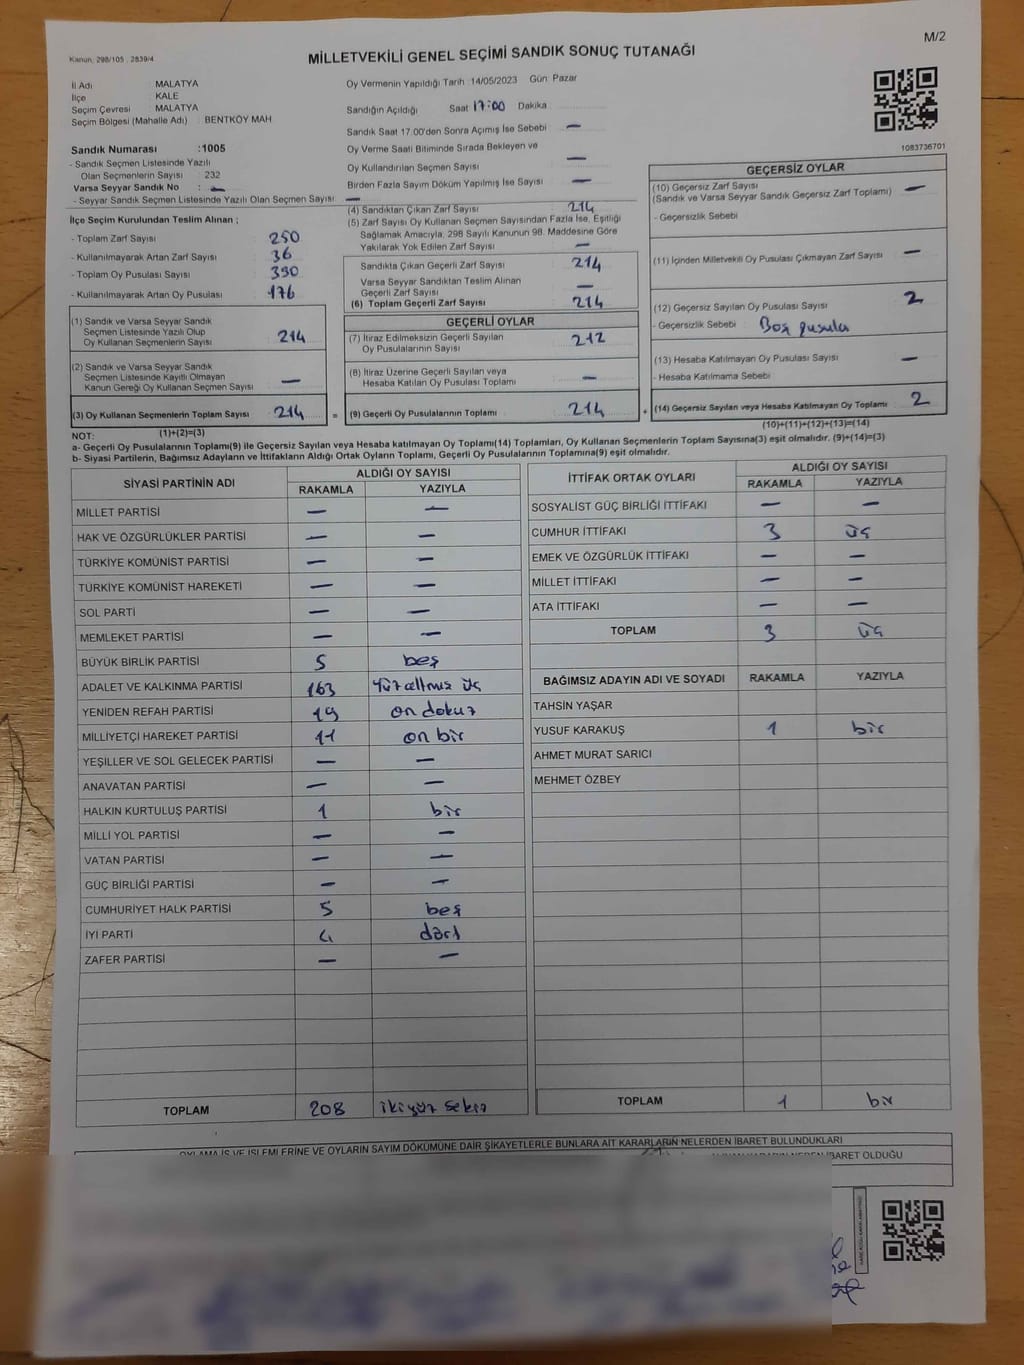 M/2
Kanun, 298/105 , 2839/4
MİLLETVEKİLİ GENEL SEÇİMİ SANDIK SONUÇ TUTANAĞI
İl Adı MALATYA
İlçe KALE
Seçim Çevresi MALATYA
Seçim Bölgesi (Mahalle Adı) : BENTKÖY MAH
Sandık Numarası :1005
- Sandık Seçmen Listesinde Yazılı
Olan Seçmenlerin Sayısı : 232
Varsa Seyyar Sandık No : —
- Seyyar Sandık Seçmen Listesinde Yazılı Olan Seçmen Sayısı : —
İlçe Seçim Kurulundan Teslim Alınan ;
- Toplam Zarf Sayısı 250
- Kullanılmayarak Artan Zarf Sayısı 36
- Toplam Oy Pusulası Sayısı 390
- Kullanılmayarak Artan Oy Pusulası 176
(1) Sandık ve Varsa Seyyar Sandık
Seçmen Listesinde Yazılı Olup
Oy Kullanan Seçmenlerin Sayısı 214
(2) Sandık ve Varsa Seyyar Sandık
Seçmen Listesinde Kayıtlı Olmayan
Kanun Gereği Oy Kullanan Seçmen Sayısı —
(3) Oy Kullanan Seçmenlerin Toplam Sayısı 214 =
(1)+(2)=(3)
Oy Vermenin Yapıldığı Tarih :14/05/2023 Gün: Pazar
Sandığın Açıldığı Saat 17:00 Dakika
Sandık Saat 17.00'den Sonra Açımış İse Sebebi —
Oy Verme Saati Bitiminde Sırada Bekleyen ve
Oy Kullandırılan Seçmen Sayısı —
Birden Fazla Sayım Döküm Yapılmış İse Sayısı —
(4) Sandıktan Çıkan Zarf Sayısı 214
(5) Zarf Sayısı Oy Kullanan Seçmen Sayısından Fazla İse, Eşitliği
Sağlamak Amacıyla, 298 Sayılı Kanunun 98. Maddesine Göre
Yakılarak Yok Edilen Zarf Sayısı —
Sandıkta Çıkan Geçerli Zarf Sayısı 214
Varsa Seyyar Sandıktan Teslim Alınan
Geçerli Zarf Sayısı —
(6) Toplam Geçerli Zarf Sayısı 214
GEÇERLİ OYLAR
(7) İtiraz Edilmeksizin Geçerli Sayılan
Oy Pusulalarının Sayısı 212
(8) İtiraz Üzerine Geçerli Sayılan veya
Hesaba Katılan Oy Pusulası Toplamı —
(9) Geçerli Oy Pusulalarının Toplamı 214 +
1083736701
GEÇERSİZ OYLAR
(10) Geçersiz Zarf Sayısı
(Sandık ve Varsa Seyyar Sandık Geçersiz Zarf Toplamı) —
- Geçersizlik Sebebi
(11) İçinden Milletvekili Oy Pusulası Çıkmayan Zarf Sayısı —
(12) Geçersiz Sayılan Oy Pusulası Sayısı 2
- Geçersizlik Sebebi : Boş pusula
(13) Hesaba Katılmayan Oy Pusulası Sayısı —
- Hesaba Katılmama Sebebi
(14) Geçersiz Sayılan veya Hesaba Katılmayan Oy Toplamı 2
(10)+(11)+(12)+(13)=(14)
NOT:
a- Geçerli Oy Pusulalarının Toplamı(9) ile Geçersiz Sayılan veya Hesaba katılmayan Oy Toplamı(14) Toplamları, Oy Kullanan Seçmenlerin Toplam Sayısına(3) eşit olmalıdır. (9)+(14)=(3)
b- Siyasi Partilerin, Bağımsız Adayların ve İttifakların Aldığı Ortak Oyların Toplamı, Geçerli Oy Pusulalarının Toplamına(9) eşit olmalıdır.
SİYASİ PARTİNİN ADI ALDIĞI OY SAYISI
RAKAMLA YAZIYLA
MİLLET PARTİSİ — —
HAK VE ÖZGÜRLÜKLER PARTİSİ — —
TÜRKİYE KOMÜNİST PARTİSİ — —
TÜRKİYE KOMÜNİST HAREKETİ — —
SOL PARTİ — —
MEMLEKET PARTİSİ — —
BÜYÜK BİRLİK PARTİSİ 5 beş
ADALET VE KALKINMA PARTİSİ 163 Yüz altmış üç
YENİDEN REFAH PARTİSİ 19 on dokuz
MİLLİYETÇİ HAREKET PARTİSİ 11 on bir
YEŞİLLER VE SOL GELECEK PARTİSİ — —
ANAVATAN PARTİSİ — —
HALKIN KURTULUŞ PARTİSİ 1 bir
MİLLİ YOL PARTİSİ — —
VATAN PARTİSİ — —
GÜÇ BİRLİĞİ PARTİSİ — —
CUMHURİYET HALK PARTİSİ 5 beş
İYİ PARTİ 4 dört
ZAFER PARTİSİ — —
TOPLAM 208 ikiyüz sekiz
İTTİFAK ORTAK OYLARI ALDIĞI OY SAYISI
RAKAMLA YAZIYLA
SOSYALİST GÜÇ BİRLİĞİ İTTİFAKI — —
CUMHUR İTTİFAKI 3 üç
EMEK VE ÖZGÜRLÜK İTTİFAKI — —
MİLLET İTTİFAKI — —
ATA İTTİFAKI — —
TOPLAM 3 üç
BAĞIMSIZ ADAYIN ADI VE SOYADI RAKAMLA YAZIYLA
TAHSİN YAŞAR
YUSUF KARAKUŞ 1 bir
AHMET MURAT SARICI
MEHMET ÖZBEY
TOPLAM 1 bir
OYLAMA İŞ VE İŞLEMLERİNE VE OYLARIN SAYIM DÖKÜMÜNE DAİR ŞİKAYETLERLE BUNLARA AİT KARARLARIN NELERDEN İBARET BULUNDUKLARI
NEDEN İBARET OLDUĞU